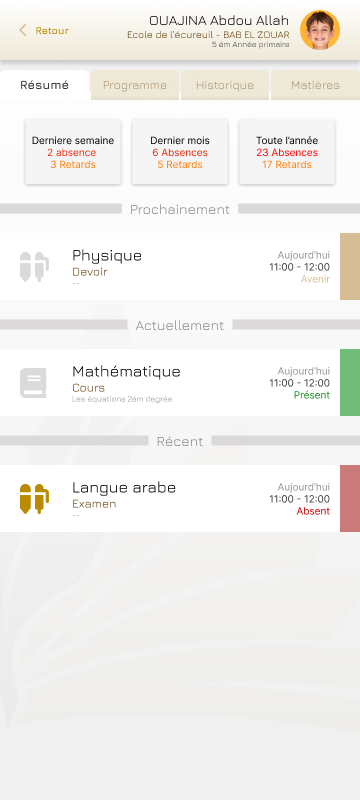 Retour
OUAJINA Abdou Allah
Ecole de l'écureuil - BAB EL ZOUAR
5 ém Année primaire
Résumé
Programme
Historique
Matières
Derniere semaine
2 absence
3 Retards
Dernier mois
6 Absences
5 Retards
Toute l'année
23 Absences
17 Retards
Prochainement
Physique
Devoir
--
Aujourd'hui
11:00 - 12:00
Avenir
Actuellement
Mathématique
Cours
Les équations 2ém degrée
Aujourd'hui
11:00 - 12:00
Présent
Récent
Langue arabe
Examen
--
Aujourd'hui
11:00 - 12:00
Absent